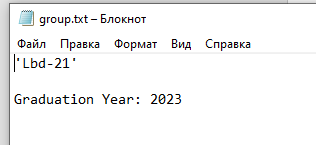 group.txt – Блокнот
Файл Правка Формат Вид Справка
'Lbd-21'
Graduation Year: 2023